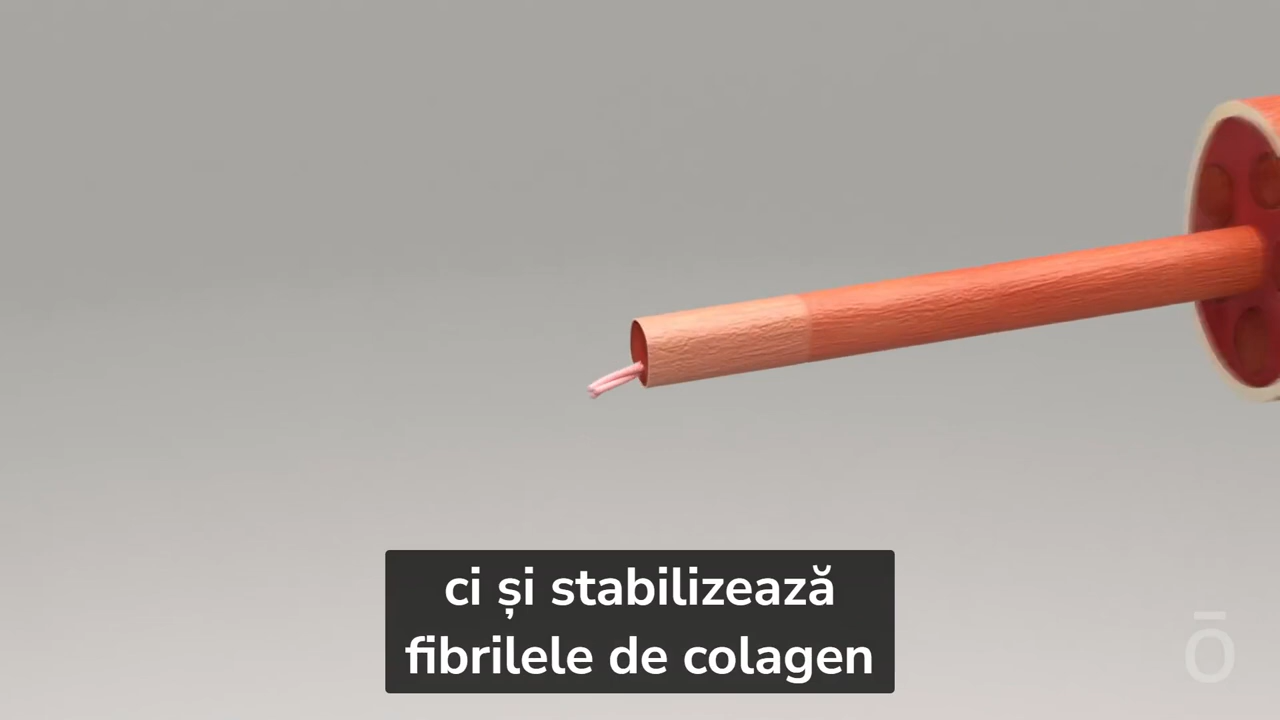 ci și stabilizează
fibrilele de colagen
ō